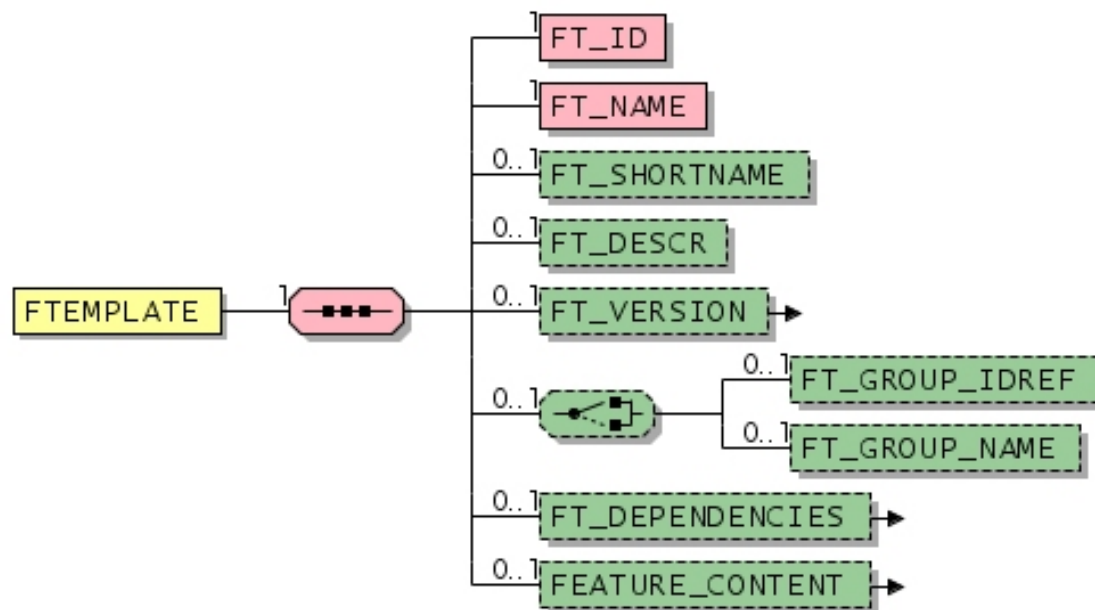 1
FT_ID
1
FT_NAME
0..1
FT_SHORTNAME
0..1
FT_DESCR
FTEMPLATE
1
0..1
FT_VERSION
0..1
0..1
FT_GROUP_IDREF
0..1
FT_GROUP_NAME
0..1
FT_DEPENDENCIES
0..1
FEATURE_CONTENT